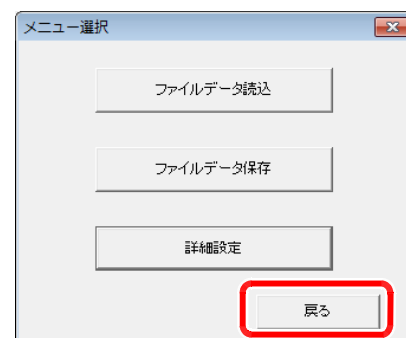 メニュー選択
ファイルデータ読込
ファイルデータ保存
詳細設定
戻る